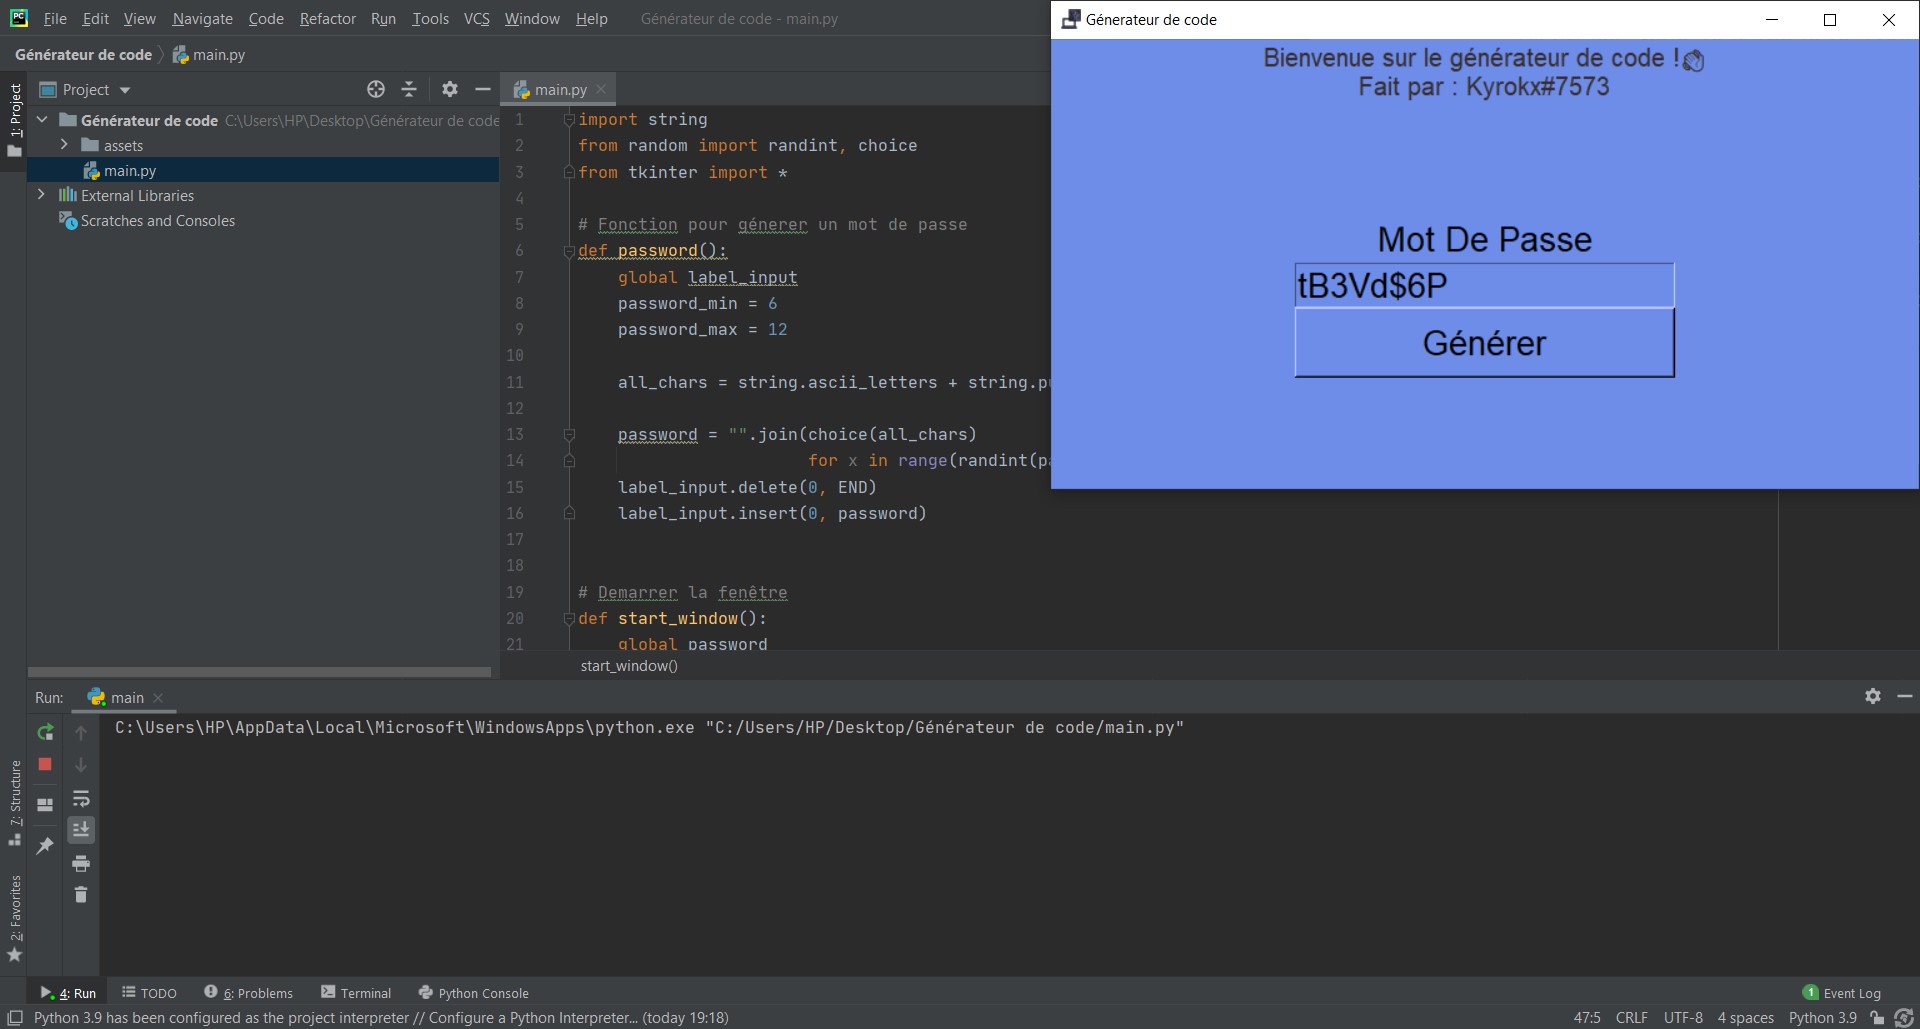 File Edit View Navigate Code Refactor Run Tools VCS Window Help Générateur de code - main.py
Génerateur de code
Générateur de code main.py
Bienvenue sur le générateur de code !
Fait par : Kyrokx#7573
Mot De Passe
tB3Vd$6P
Générer
1: Project
Project
Générateur de code C:\Users\HP\Desktop\Générateur de code
assets
main.py
External Libraries
Scratches and Consoles
main.py
1 import string
2 from random import randint, choice
3 from tkinter import *
4
5 # Fonction pour génerer un mot de passe
6 def password():
7 global label_input
8 password_min = 6
9 password_max = 12
10
11 all_chars = string.ascii_letters + string.pu
12
13 password = "".join(choice(all_chars)
14 for x in range(randint(pa
15 label_input.delete(0, END)
16 label_input.insert(0, password)
17
18
19 # Demarrer la fenêtre
20 def start_window():
21 global password
start_window()
Run: main
C:\Users\HP\AppData\Local\Microsoft\WindowsApps\python.exe "C:/Users/HP/Desktop/Générateur de code/main.py"
7: Structure
2: Favorites
4: Run TODO 6: Problems Terminal Python Console 1 Event Log
Python 3.9 has been configured as the project interpreter // Configure a Python Interpreter... (today 19:18) 47:5 CRLF UTF-8 4 spaces Python 3.9